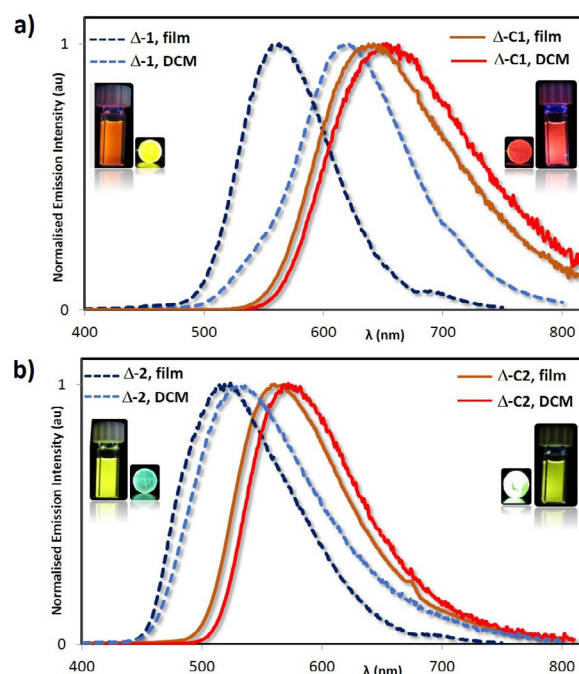 a)
Δ-1, film
Δ-1, DCM
Δ-C1, film
Δ-C1, DCM
Normalised Emission Intensity (au)
1
0
400 500 600 700 800
λ (nm)
b)
Δ-2, film
Δ-2, DCM
Δ-C2, film
Δ-C2, DCM
Normalised Emission Intensity (au)
1
0
400 500 600 700 800
λ (nm)